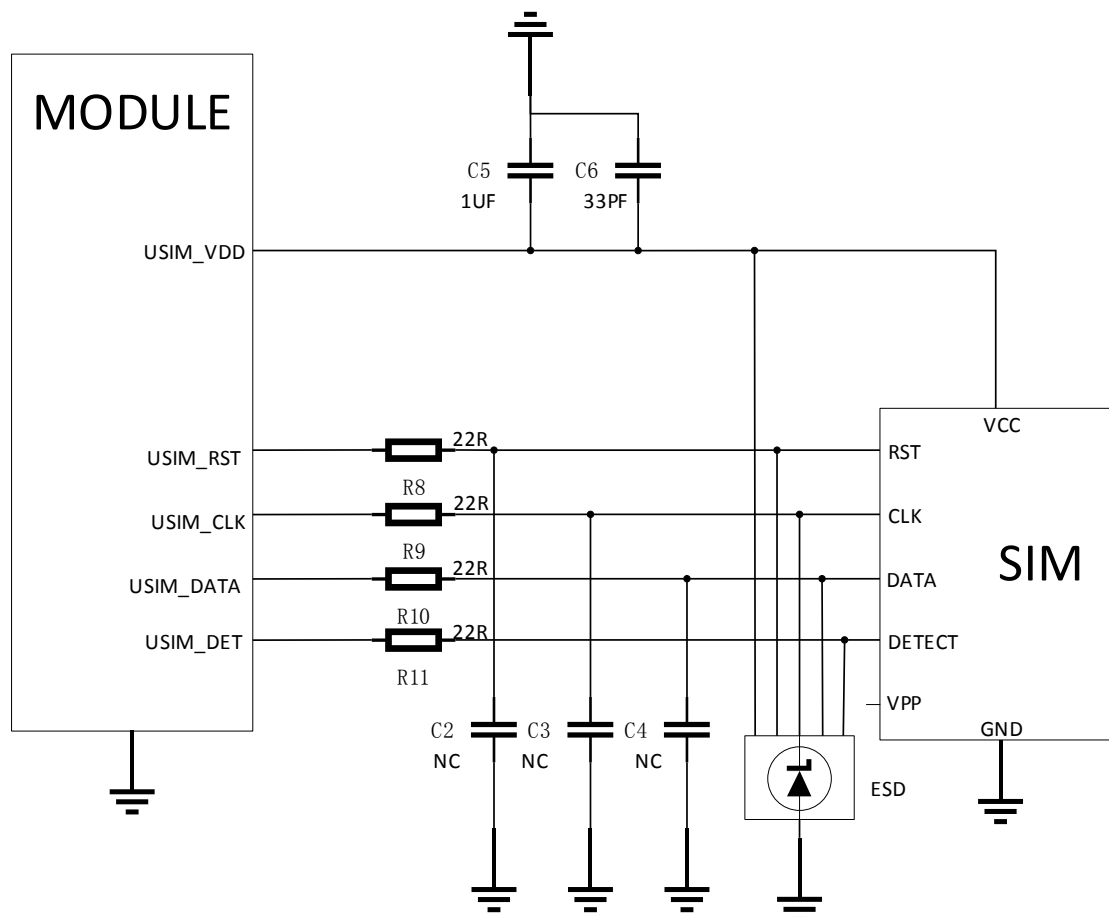 MODULE
C5
C6
1UF
33PF
USIM_VDD
VCC
22R
USIM_RST
RST
R8
22R
USIM_CLK
CLK
R9
22R
SIM
USIM_DATA
DATA
R10
22R
USIM_DET
DETECT
R11
VPP
C2
C3
C4
GND
NC
NC
NC
ESD